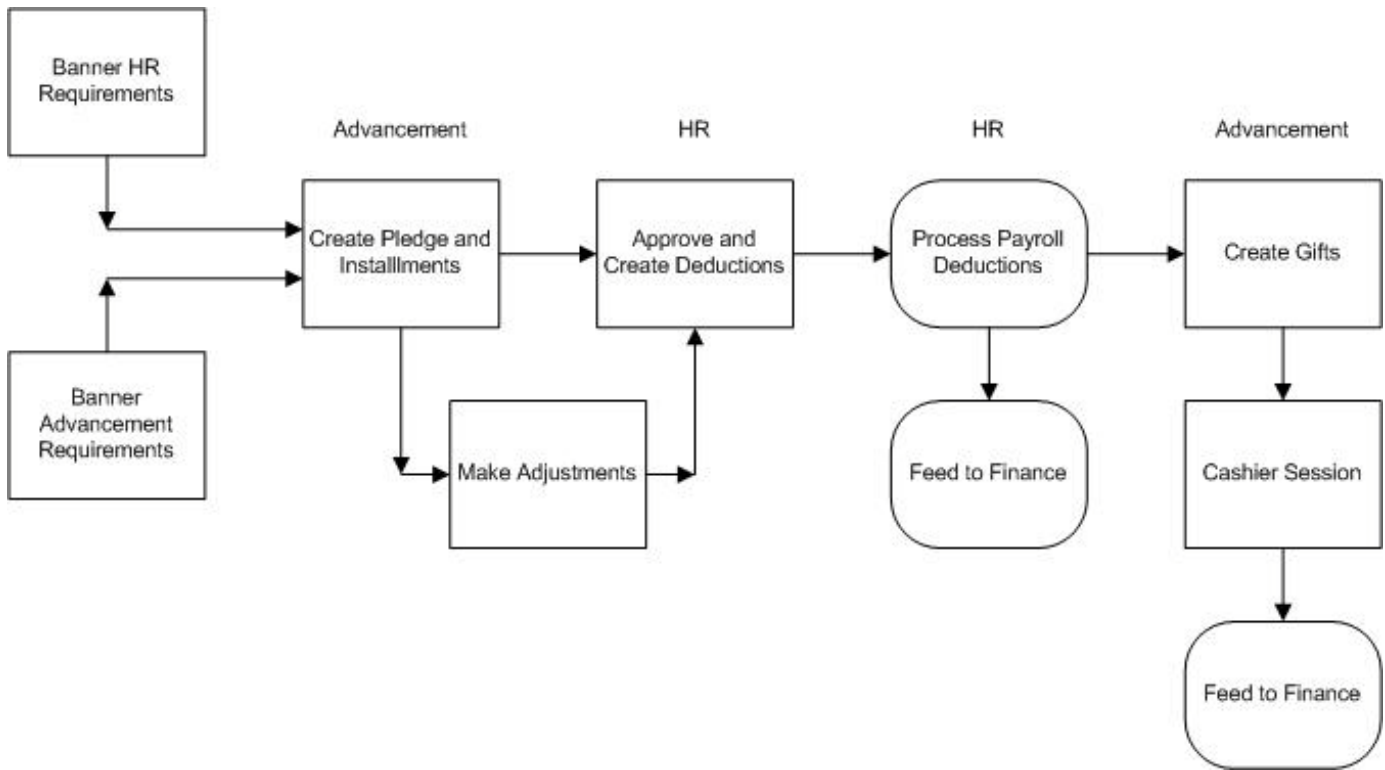 Banner HR
Requirements
Advancement
HR
HR
Advancement
Create Pledge and
Installlments
Approve and
Create Deductions
Process Payroll
Deductions
Create Gifts
Banner
Advancement
Requirements
Make Adjustments
Feed to Finance
Cashier Session
Feed to Finance